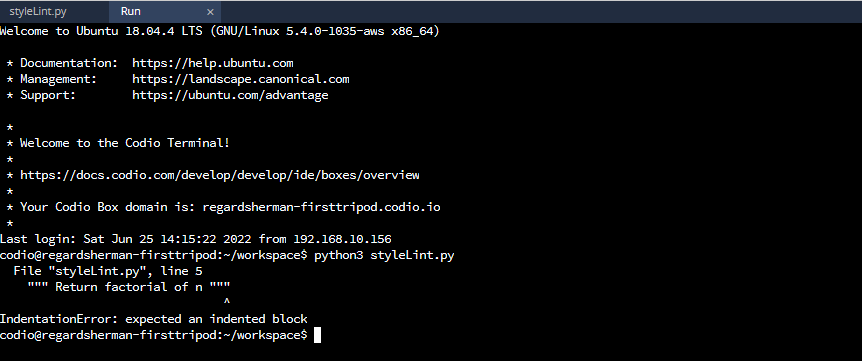 styleLint.py
Run ×
Welcome to Ubuntu 18.04.4 LTS (GNU/Linux 5.4.0-1035-aws x86_64)
* Documentation: https://help.ubuntu.com
* Management: https://landscape.canonical.com
* Support: https://ubuntu.com/advantage
*
* Welcome to the Codio Terminal!
*
* https://docs.codio.com/develop/develop/ide/boxes/overview
*
* Your Codio Box domain is: regardsherman-firsttripod.codio.io
*
Last login: Sat Jun 25 14:15:22 2022 from 192.168.10.156
codio@regardsherman-firsttripod:~/workspace$ python3 styleLint.py
File "styleLint.py", line 5
""" Return factorial of n """
^
IndentationError: expected an indented block
codio@regardsherman-firsttripod:~/workspace$